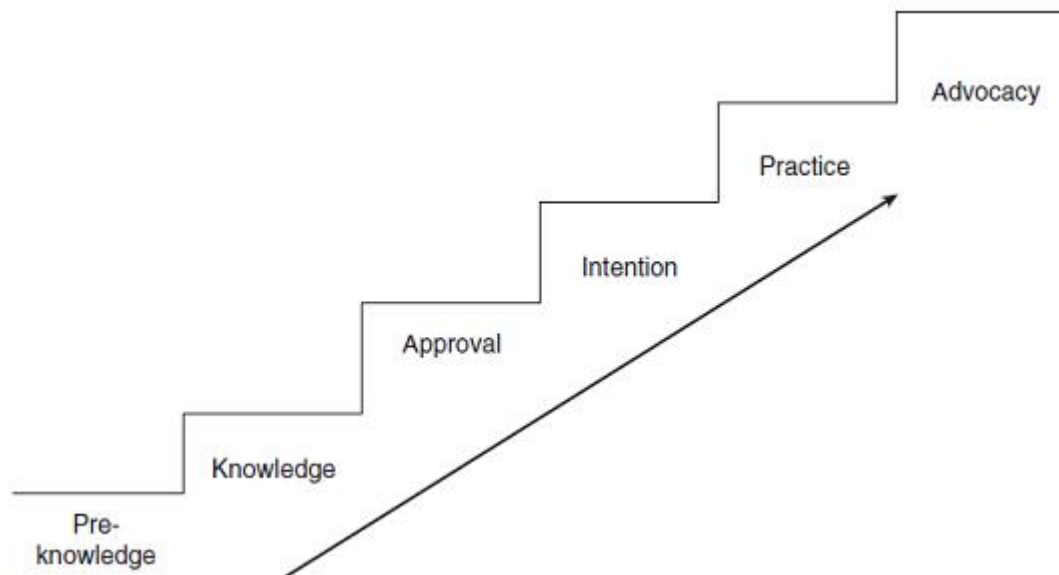 Advocacy
Practice
Intention
Approval
Knowledge
Pre-
knowledge